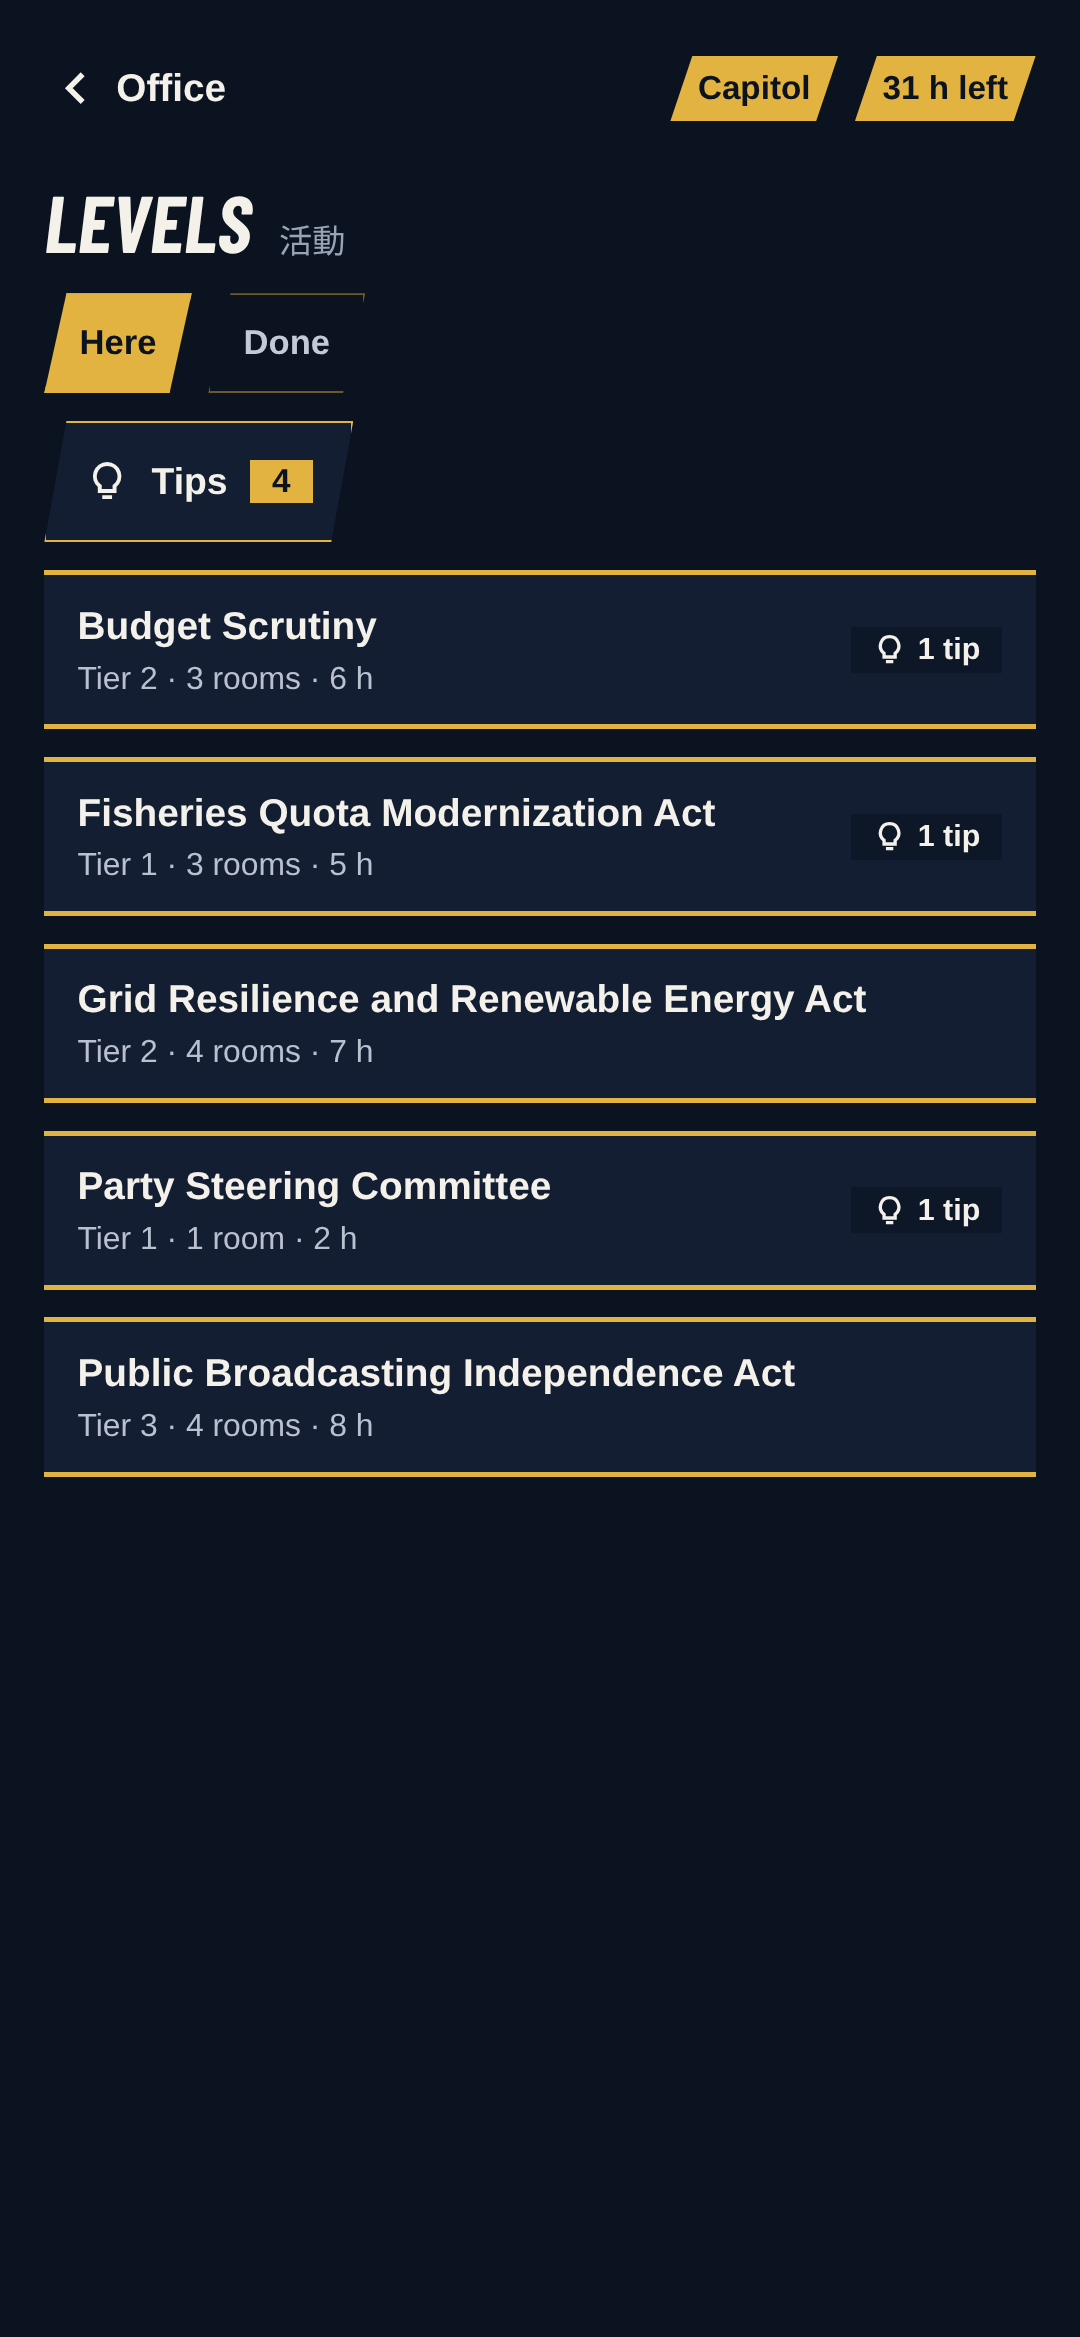 Office
Capitol
31 h left
LEVELS 活動
Here
Done
Tips 4
Budget Scrutiny
Tier 2 · 3 rooms · 6 h
1 tip
Fisheries Quota Modernization Act
Tier 1 · 3 rooms · 5 h
1 tip
Grid Resilience and Renewable Energy Act
Tier 2 · 4 rooms · 7 h
Party Steering Committee
Tier 1 · 1 room · 2 h
1 tip
Public Broadcasting Independence Act
Tier 3 · 4 rooms · 8 h